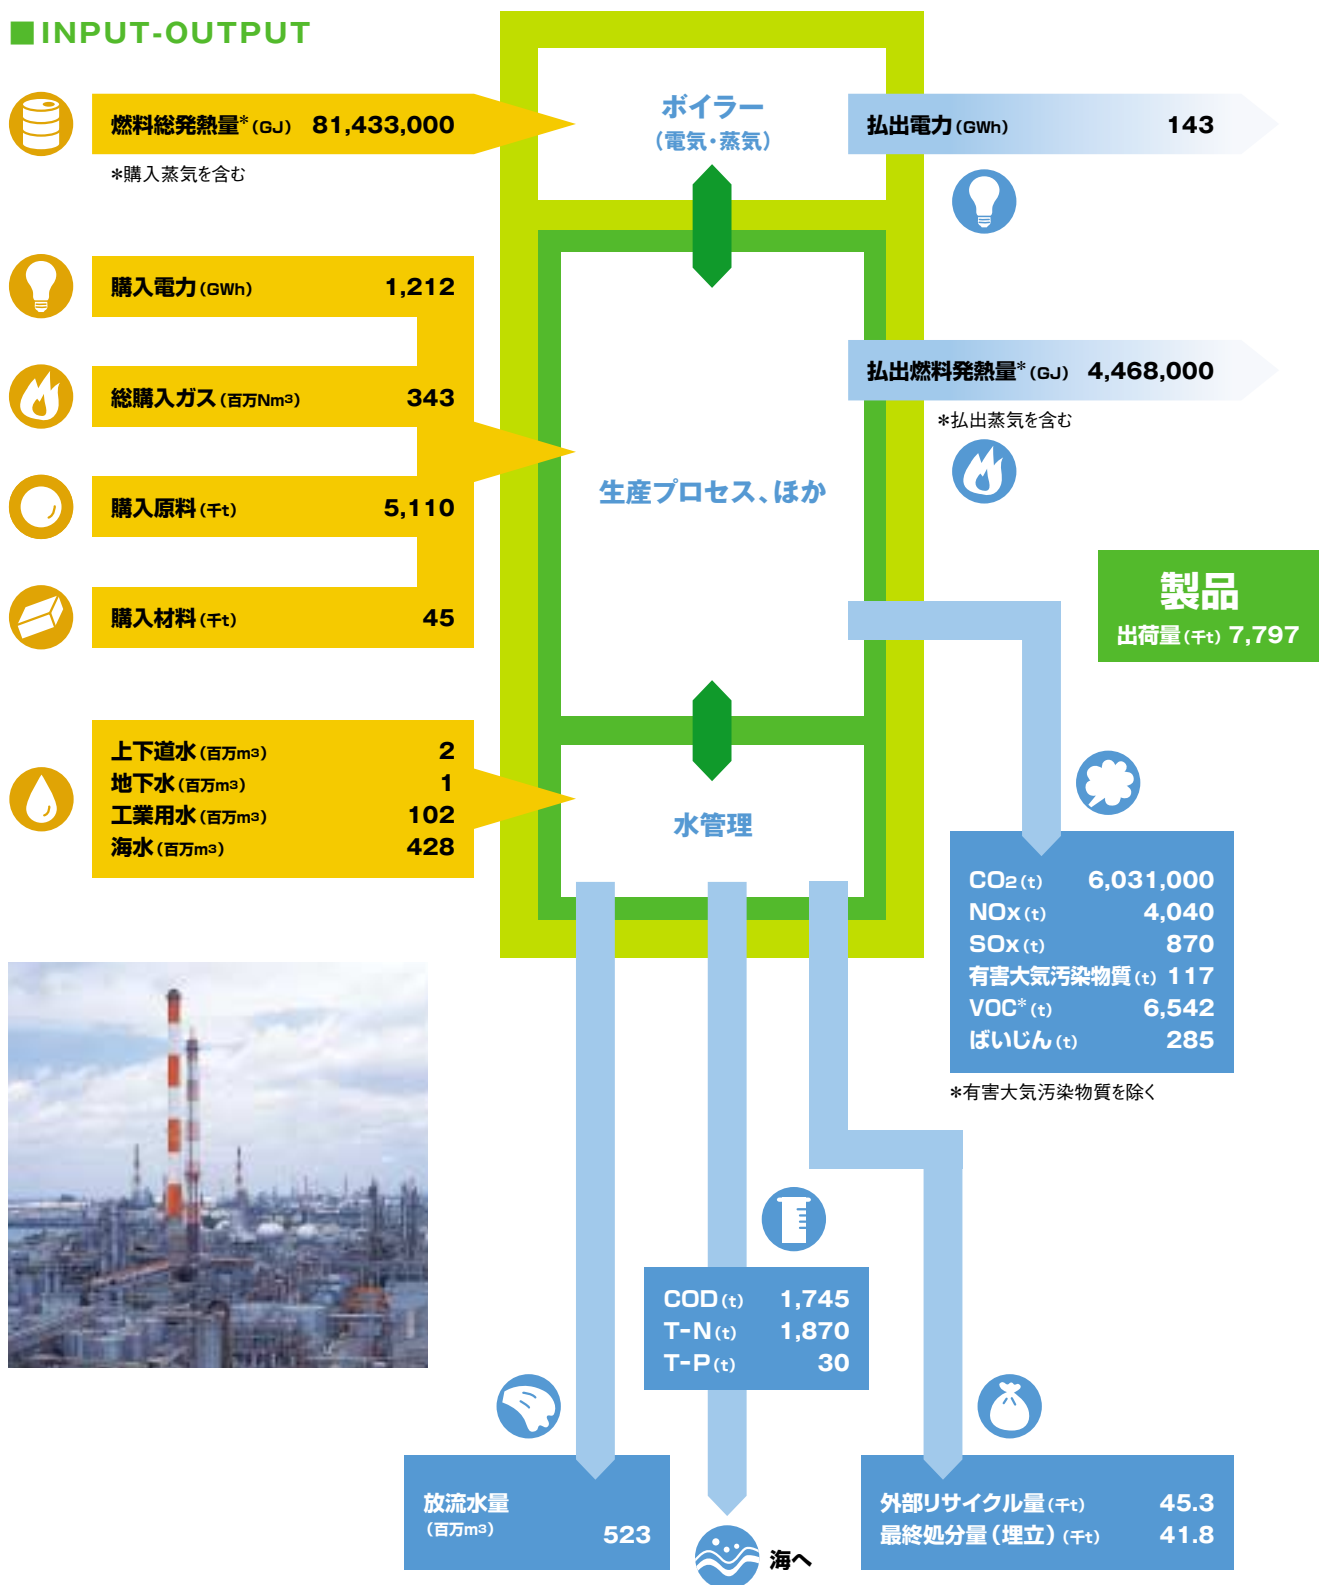 INPUT-OUTPUT
燃料総発熱量*(GJ) 81,433,000
*購入蒸気を含む
購入電力(GWh) 1,212
総購入ガス(百万Nm3) 343
購入原料(千t) 5,110
購入材料(千t) 45
上下道水(百万m3) 2
地下水(百万m3) 1
工業用水(百万m3) 102
海水(百万m3) 428
ボイラー
(電気・蒸気)
生産プロセス、ほか
水管理
払出電力(GWh) 143
払出燃料発熱量*(GJ) 4,468,000
*払出蒸気を含む
製品
出荷量(千t) 7,797
CO2(t) 6,031,000
NOx(t) 4,040
SOx(t) 870
有害大気汚染物質(t) 117
VOC*(t) 6,542
ばいじん(t) 285
*有害大気汚染物質を除く
COD(t) 1,745
T-N(t) 1,870
T-P(t) 30
放流水量
(百万m3) 523
海へ
外部リサイクル量(千t) 45.3
最終処分量(埋立)(千t) 41.8